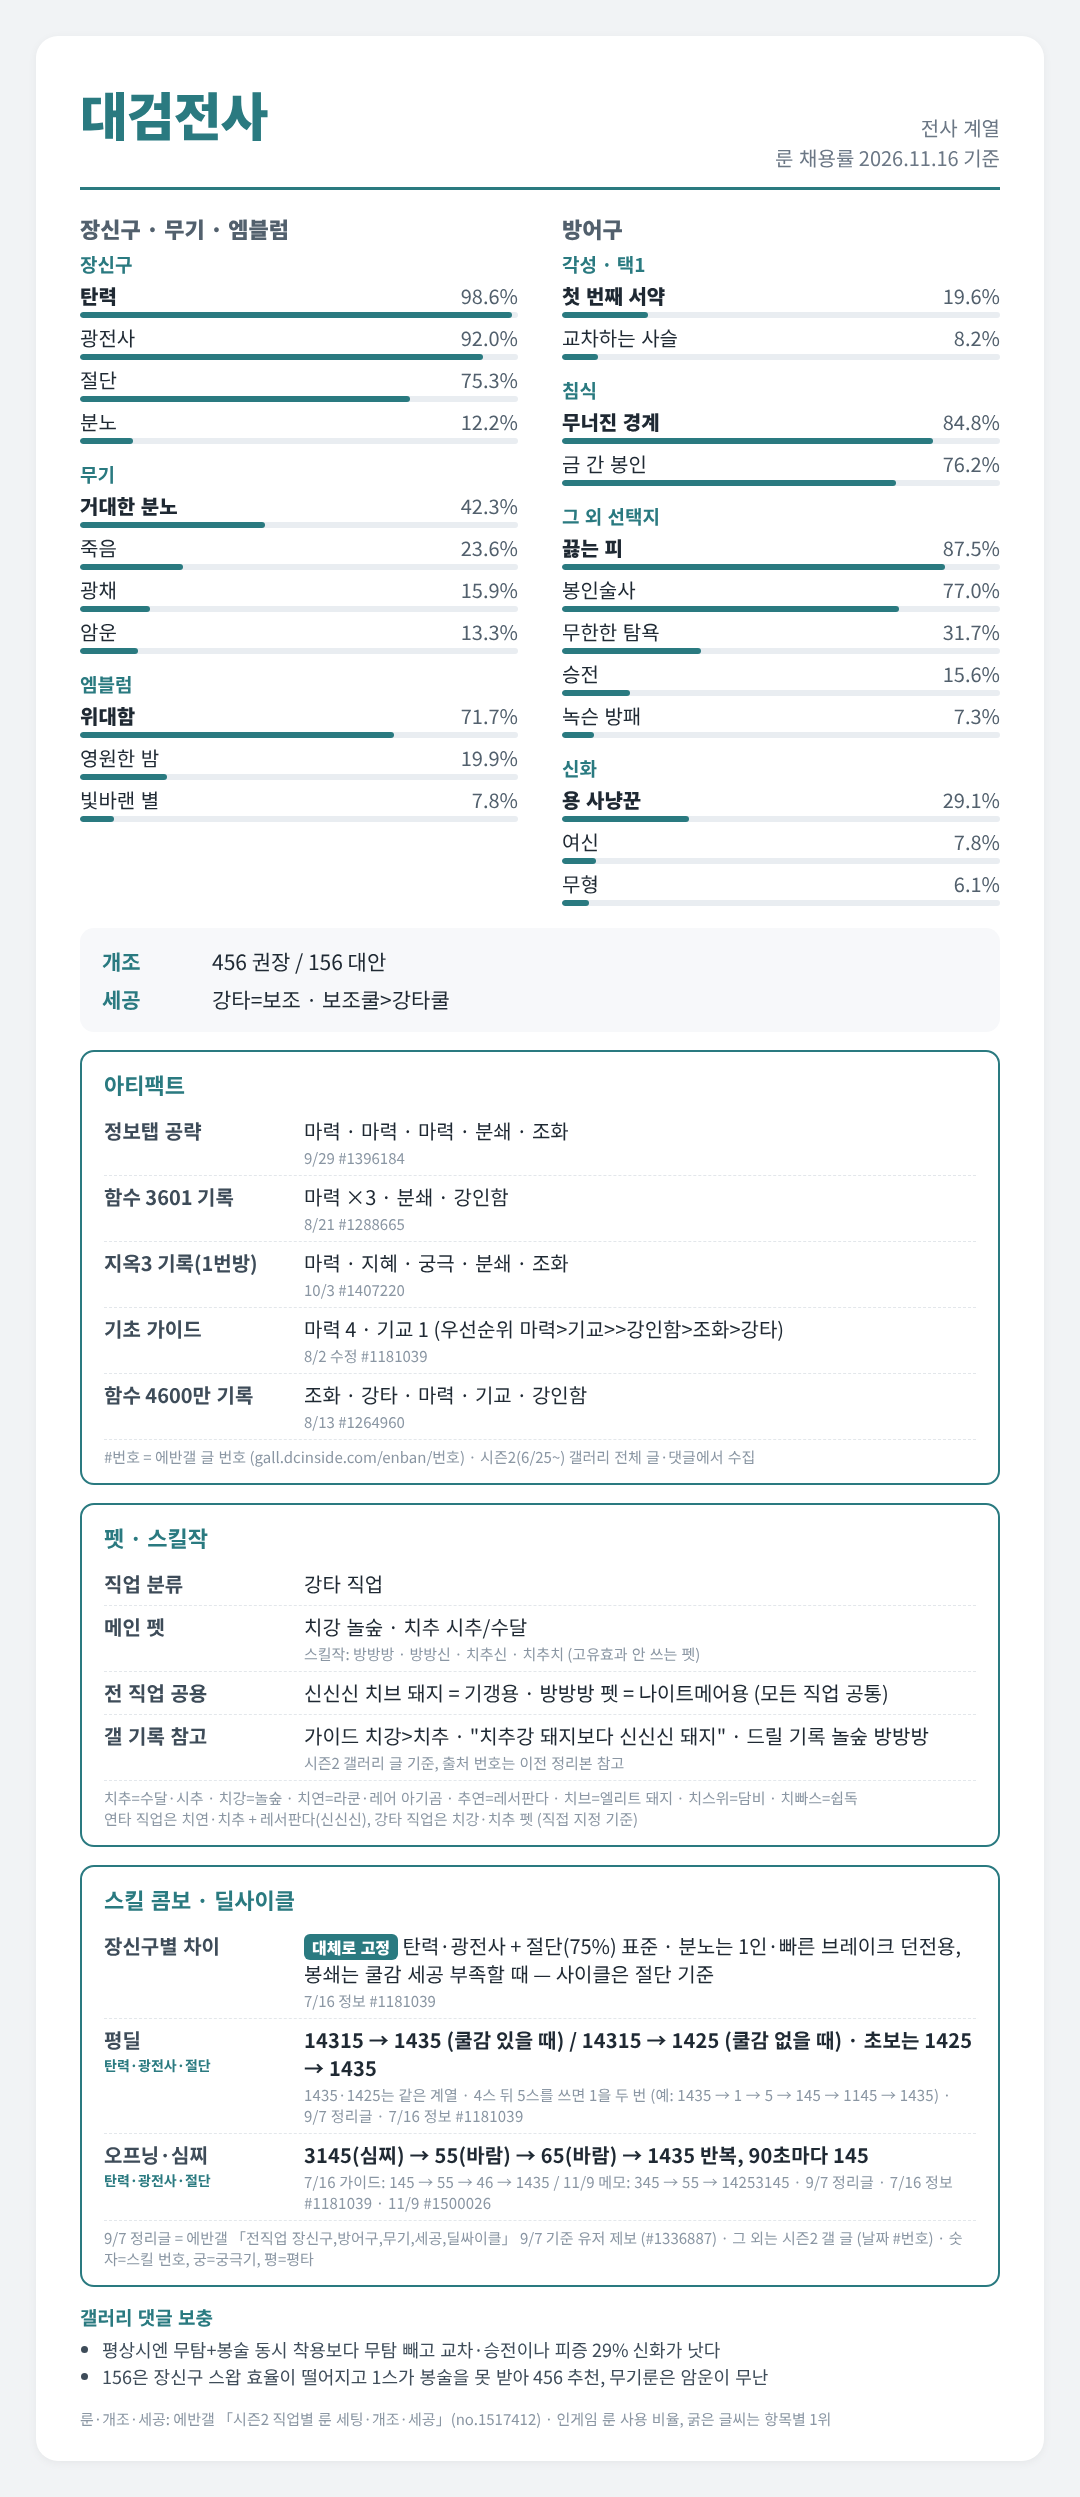 대검전사
전사 계열
룬 채용률 2026.11.16 기준
장신구 · 무기 · 엠블럼
장신구
탄력 98.6%
광전사 92.0%
절단 75.3%
분노 12.2%
무기
거대한 분노 42.3%
죽음 23.6%
광채 15.9%
암운 13.3%
엠블럼
위대함 71.7%
영원한 밤 19.9%
빛바랜 별 7.8%
방어구
각성 · 택1
첫 번째 서약 19.6%
교차하는 사슬 8.2%
침식
무너진 경계 84.8%
금 간 봉인 76.2%
그 외 선택지
끓는 피 87.5%
봉인술사 77.0%
무한한 탐욕 31.7%
승전 15.6%
녹슨 방패 7.3%
신화
용 사냥꾼 29.1%
여신 7.8%
무형 6.1%
개조 456 권장 / 156 대안
세공 강타=보조 · 보조쿨>강타쿨
아티팩트
정보탭 공략 마력 · 마력 · 마력 · 분쇄 · 조화
9/29 #1396184
함수 3601 기록 마력 ×3 · 분쇄 · 강인함
8/21 #1288665
지옥3 기록(1번방) 마력 · 지혜 · 궁극 · 분쇄 · 조화
10/3 #1407220
기초 가이드 마력 4 · 기교 1 (우선순위 마력>기교>>강인함>조화>강타)
8/2 수정 #1181039
함수 4600만 기록 조화 · 강타 · 마력 · 기교 · 강인함
8/13 #1264960
#번호 = 에반갤 글 번호 (gall.dcinside.com/enban/번호) · 시즌2(6/25~) 갤러리 전체 글·댓글에서 수집
펫 · 스킬작
직업 분류 강타 직업
메인 펫 치강 놀숲 · 치추 시추/수달
스킬작: 방방방 · 방방신 · 치추신 · 치추치 (고유효과 안 쓰는 펫)
전 직업 공용 신신신 치브 돼지 = 기갱용 · 방방방 펫 = 나이트메어용 (모든 직업 공통)
갤 기록 참고 가이드 치강>치추 · "치추강 돼지보다 신신신 돼지" · 드릴 기록 놀숲 방방방
시즌2 갤러리 글 기준, 출처 번호는 이전 정리본 참고
치추=수달·시추 · 치강=놀숲 · 치연=라쿤·레어 아기곰 · 추연=레서판다 · 치브=엘리트 돼지 · 치스위=담비 · 치빠스=쉽독
연타 직업은 치연·치추 + 레서판다(신신신), 강타 직업은 치강·치추 펫 (직접 지정 기준)
스킬 콤보 · 딜사이클
장신구별 차이 대체로 고정 탄력·광전사 + 절단(75%) 표준 · 분노는 1인·빠른 브레이크 던전용,
봉쇄는 쿨감 세공 부족할 때 — 사이클은 절단 기준
7/16 정보 #1181039
평딜 14315 → 1435 (쿨감 있을 때) / 14315 → 1425 (쿨감 없을 때) · 초보는 1425
탄력·광전사·절단 → 1435
1435·1425는 같은 계열 · 4스 뒤 5스를 쓰면 1을 두 번 (예: 1435 → 1 → 5 → 145 → 1145 → 1435) ·
9/7 정리글 · 7/16 정보 #1181039
오프닝·심찌 3145(심찌) → 55(바람) → 65(바람) → 1435 반복, 90초마다 145
탄력·광전사·절단 7/16 가이드: 145 → 55 → 46 → 1435 / 11/9 메모: 345 → 55 → 14253145 · 9/7 정리글 · 7/16 정보
#1181039 · 11/9 #1500026
9/7 정리글 = 에반갤 「전직업 장신구,방어구,무기,세공,딜싸이클」 9/7 기준 유저 제보 (#1336887) · 그 외는 시즌2 갤 글 (날짜 #번호) · 숫
자=스킬 번호, 궁=궁극기, 평=평타
갤러리 댓글 보충
• 평상시엔 무탐+봉술 동시 착용보다 무탐 빼고 교차·승전이나 피증 29% 신화가 낫다
• 156은 장신구 스왑 효율이 떨어지고 1스가 봉술을 못 받아 456 추천, 무기룬은 암운이 무난
룬·개조·세공: 에반갤 「시즌2 직업별 룬 세팅·개조·세공」(no.1517412) · 인게임 룬 사용 비율, 굵은 글씨는 항목별 1위